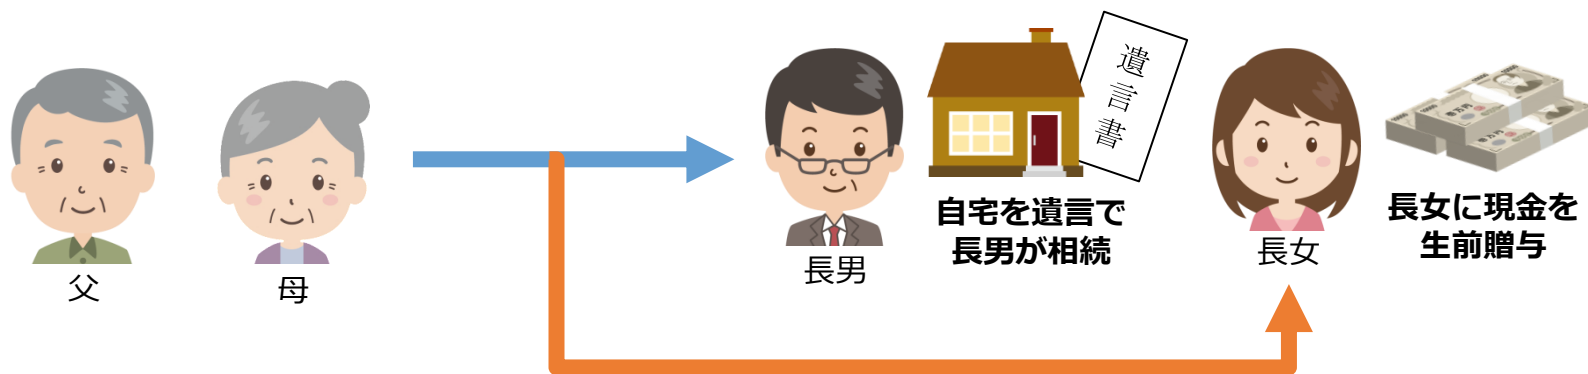 父
母
長男
遺言書
自宅を遺言で
長男が相続
長女
長女に現金を
生前贈与